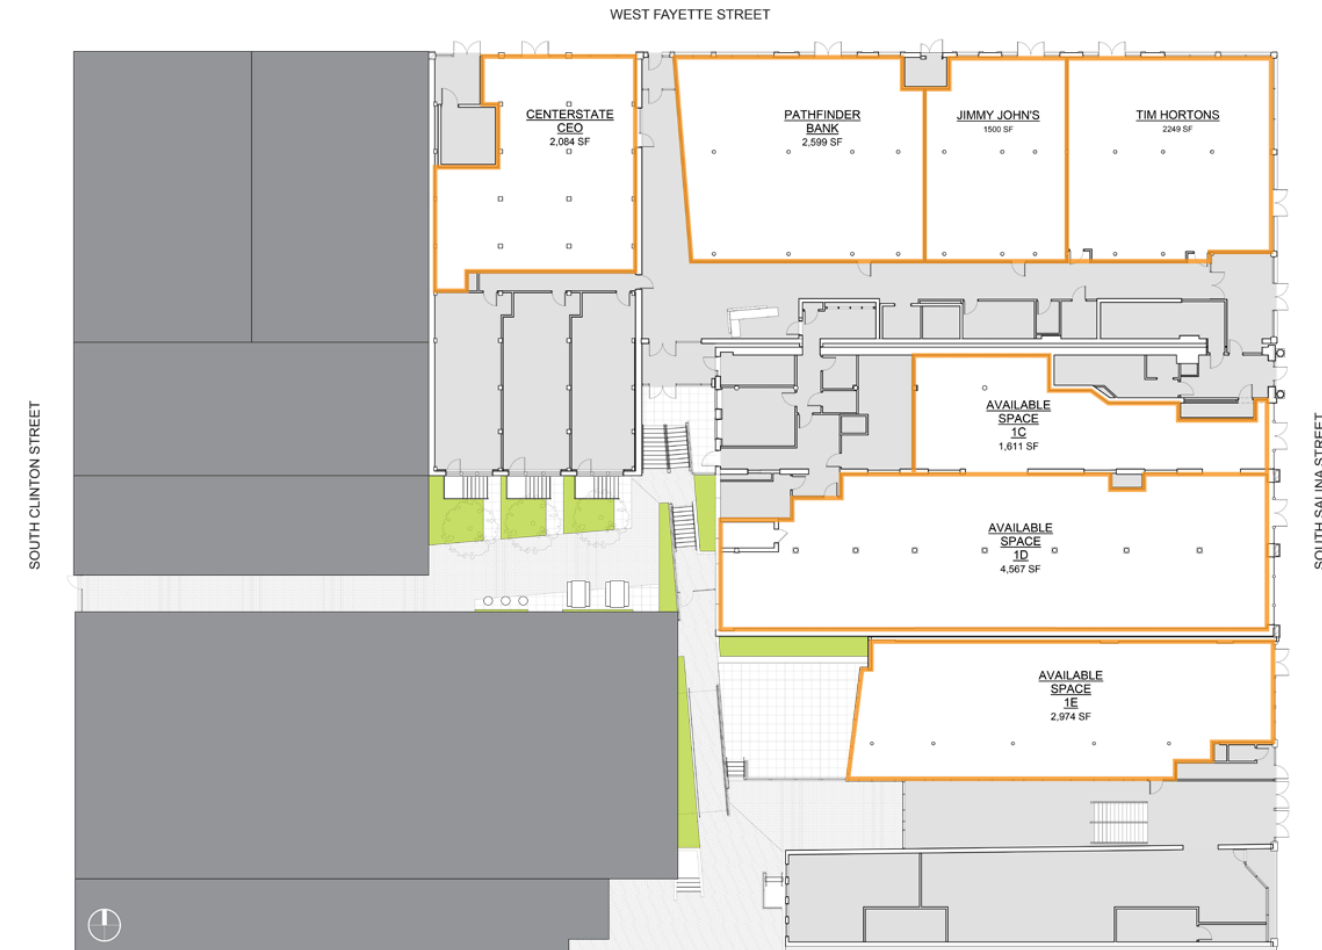 WEST FAYETTE STREET
CENTERSTATE
CEO
2,084 SF
PATHFINDER
BANK
2,599 SF
JIMMY JOHN'S
1500 SF
TIM HORTONS
2249 SF
SOUTH CLINTON STREET
SOUTH SALINA STREET
AVAILABLE
SPACE
1C
1,611 SF
AVAILABLE
SPACE
1D
4,567 SF
AVAILABLE
SPACE
1E
2,974 SF